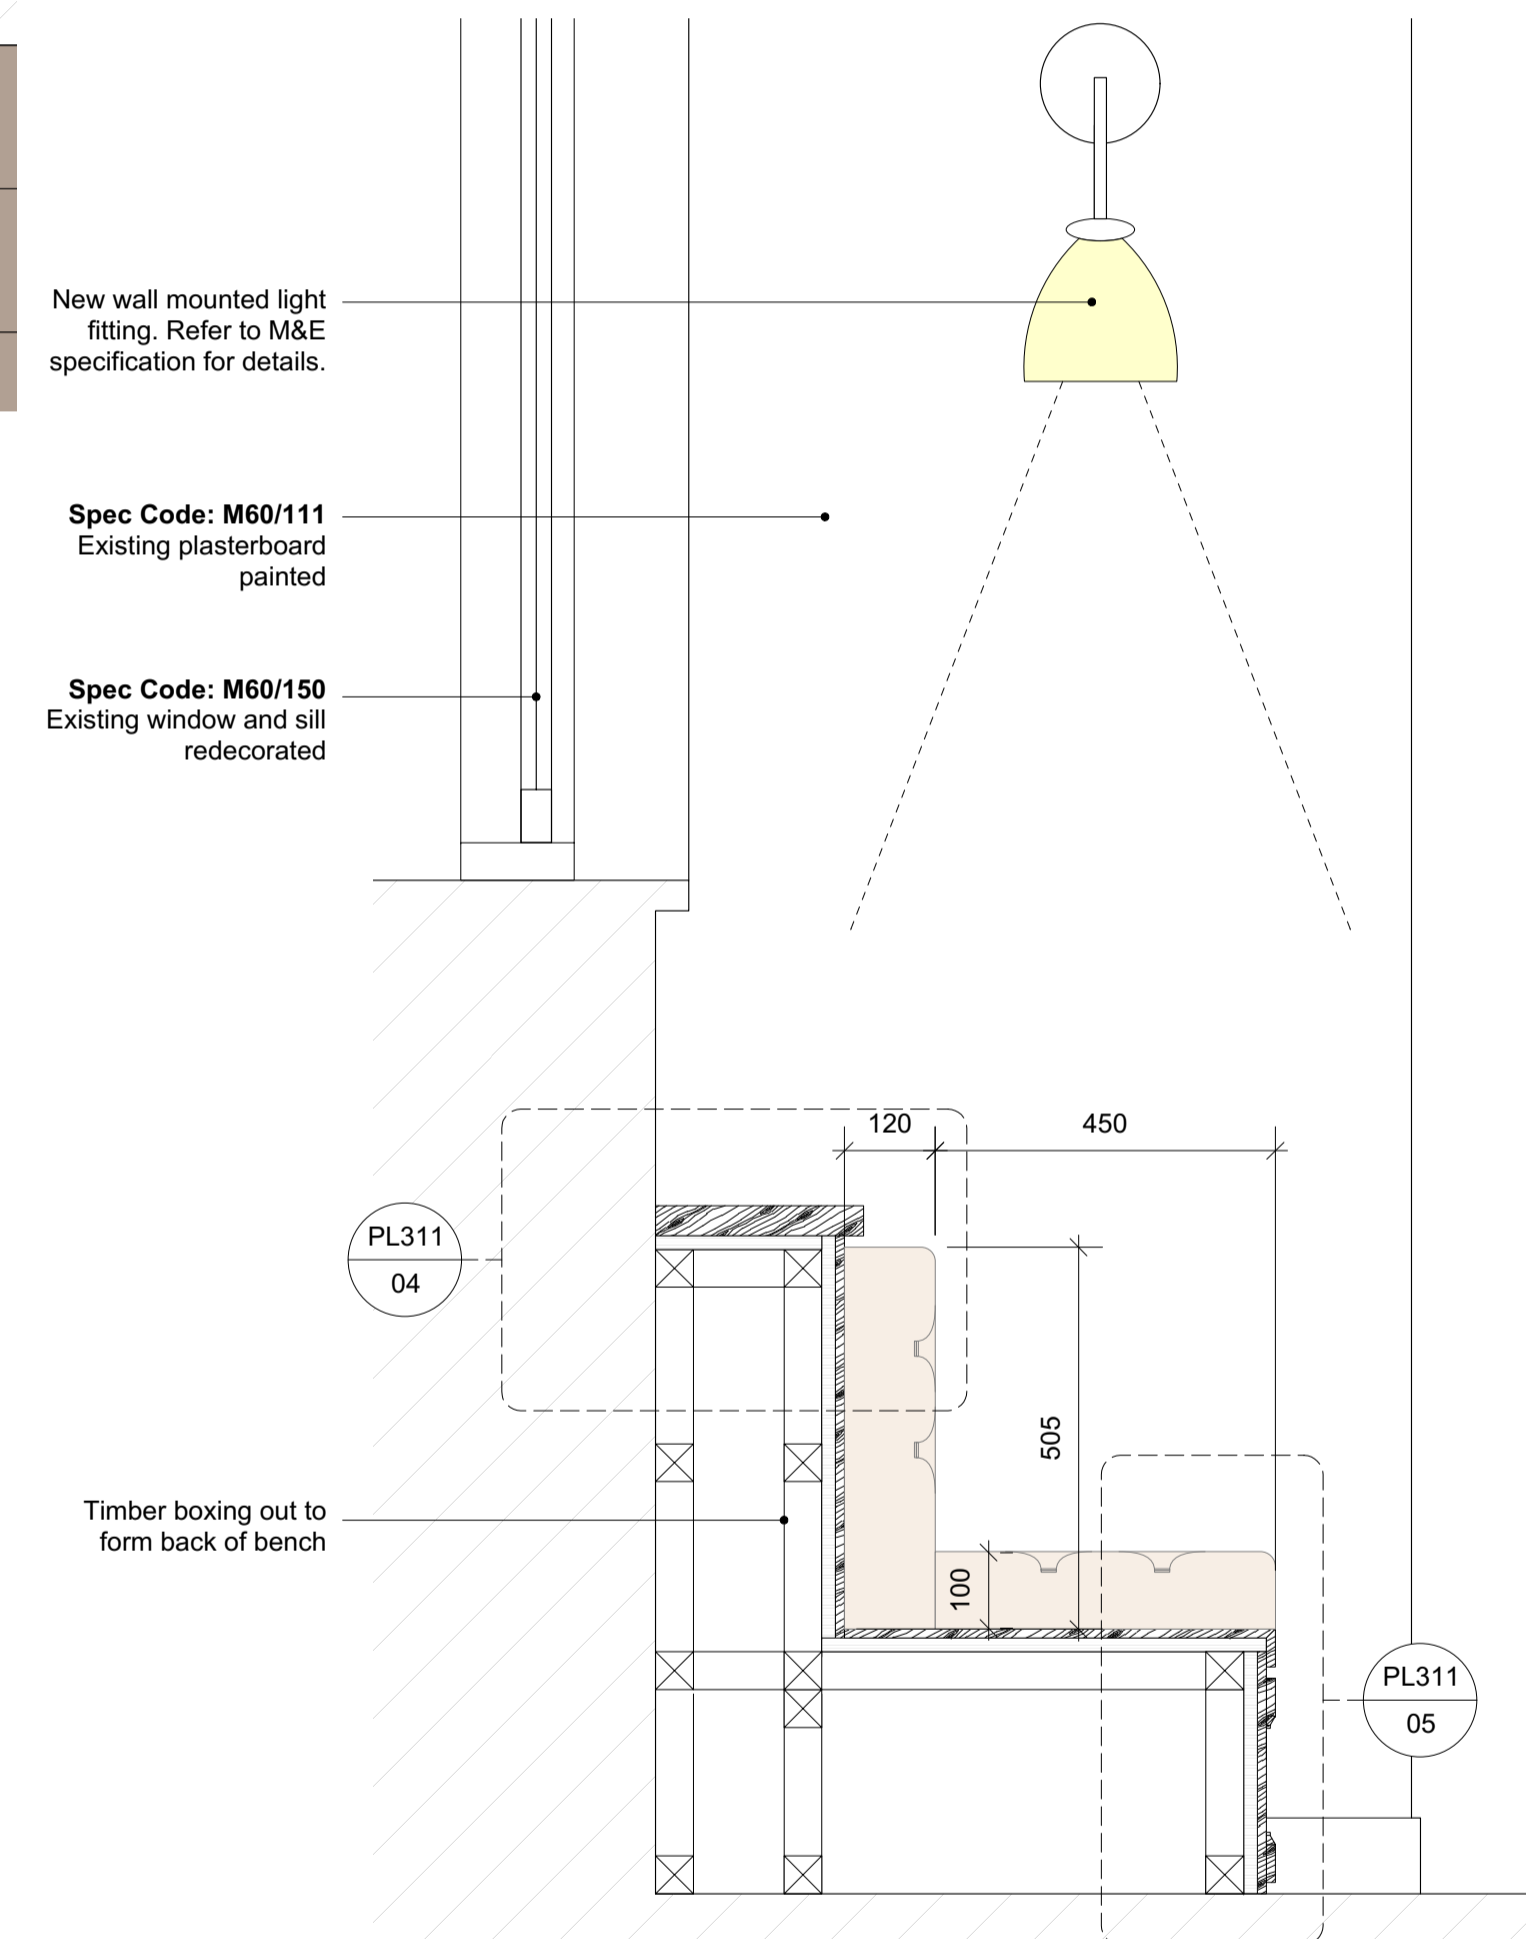 New wall mounted light
fitting. Refer to M&E
specification for details.
Spec Code: M60/111
Existing plasterboard
painted
Spec Code: M60/150
Existing window and sill
redecorated
120
450
PL311
04
505
Timber boxing out to
form back of bench
100
PL311
05